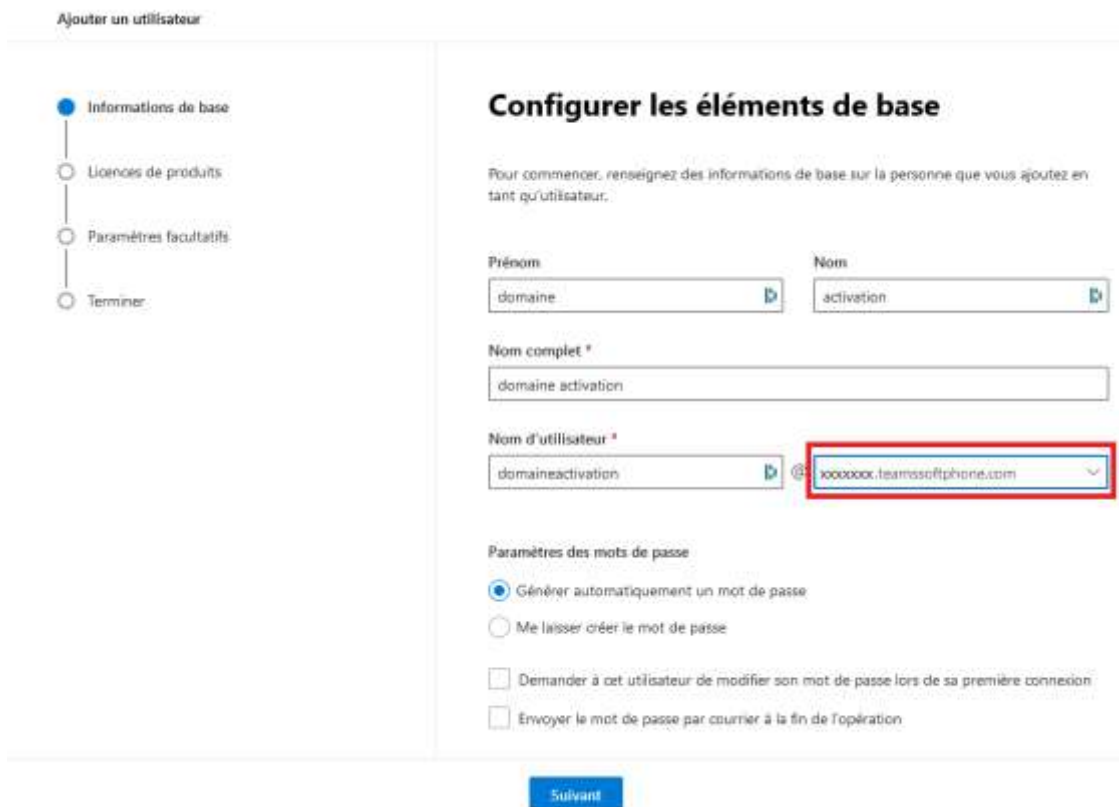 Ajouter un utilisateur
Informations de base
Licences de produits
Paramètres facultatifs
Terminer
Configurer les éléments de base
Pour commencer, renseignez des informations de base sur la personne que vous ajoutez en
tant qu'utilisateur.
Prénom Nom
domaine activation
Nom complet *
domaine activation
Nom d'utilisateur *
domaineactivation @ xxxxxxxx.teamssoftphone.com
Paramètres des mots de passe
Générer automatiquement un mot de passe
Me laisser créer le mot de passe
Demander à cet utilisateur de modifier son mot de passe lors de sa première connexion
Envoyer le mot de passe par courrier à la fin de l'opération
Suivant